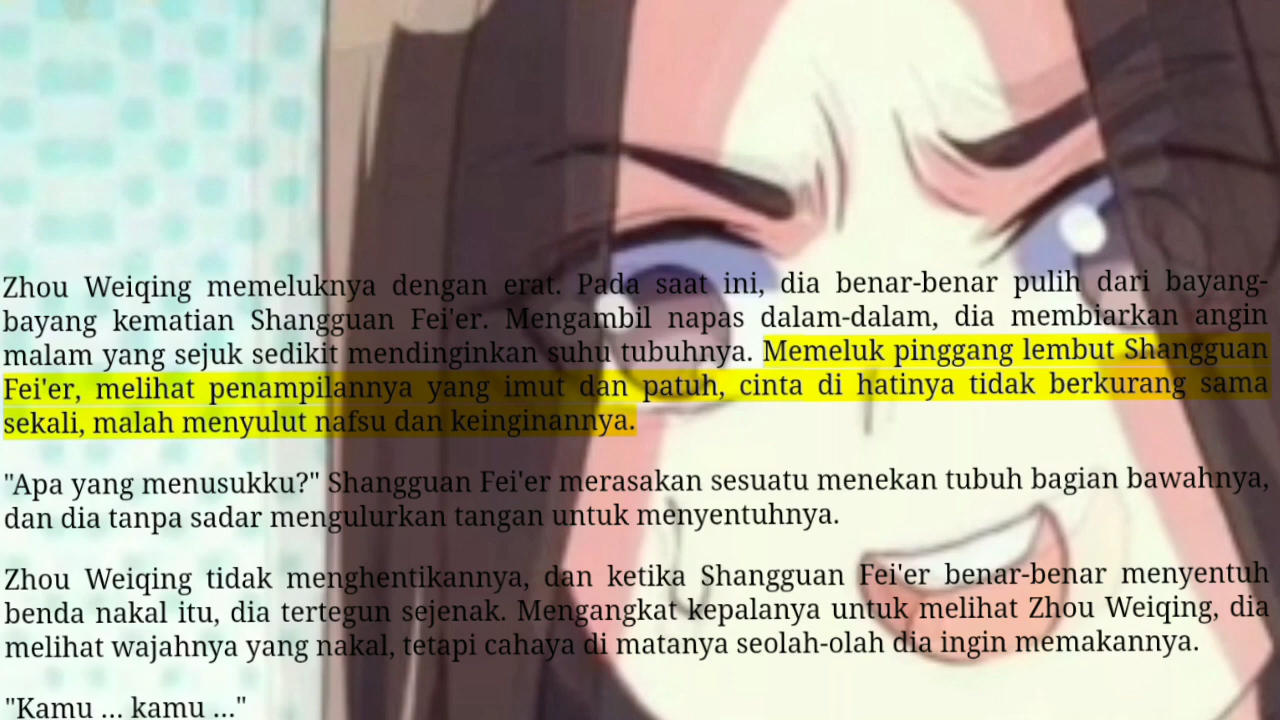 Zhou Weiqing memeluknya dengan erat. Pada saat ini, dia benar-benar pulih dari bayang-
bayang kematian Shangguan Fei'er. Mengambil napas dalam-dalam, dia membiarkan angin
malam yang sejuk sedikit mendinginkan suhu tubuhnya. Memeluk pinggang lembut Shangguan
Fei'er, melihat penampilannya yang imut dan patuh, cinta di hatinya tidak berkurang sama
sekali, malah menyulut nafsu dan keinginannya.
"Apa yang menusukku?" Shangguan Fei'er merasakan sesuatu menekan tubuh bagian bawahnya,
dan dia tanpa sadar mengulurkan tangan untuk menyentuhnya.
Zhou Weiqing tidak menghentikannya, dan ketika Shangguan Fei'er benar-benar menyentuh
benda nakal itu, dia tertegun sejenak. Mengangkat kepalanya untuk melihat Zhou Weiqing, dia
melihat wajahnya yang nakal, tetapi cahaya di matanya seolah-olah dia ingin memakannya.
"Kamu ... kamu ..."